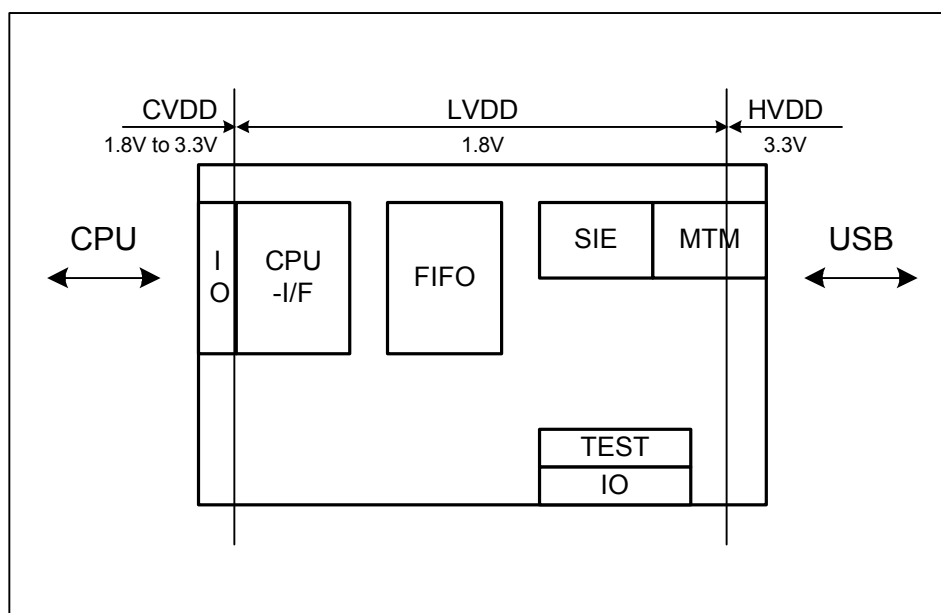 CVDD LVDD HVDD
1.8V to 3.3V 1.8V 3.3V
CPU
I
O
CPU
-I/F
FIFO
SIE
MTM
USB
TEST
IO